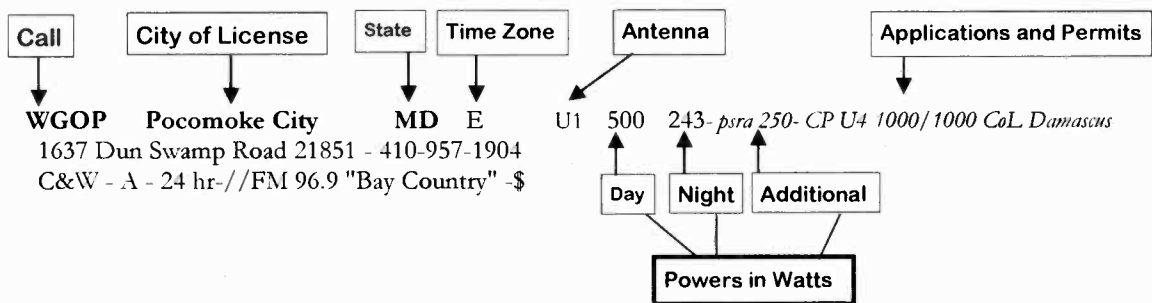 Call City of License State Time Zone Antenna Applications and Permits
WGOP Pocomoke City MD E U1 500 243- psra 250- CP U4 1000/1000 CoL Damascus
1637 Dun Swamp Road 21851 - 410-957-1904
C&W - A - 24 hr-//FM 96.9 "Bay Country" -$
Day Night Additional
Powers in Watts